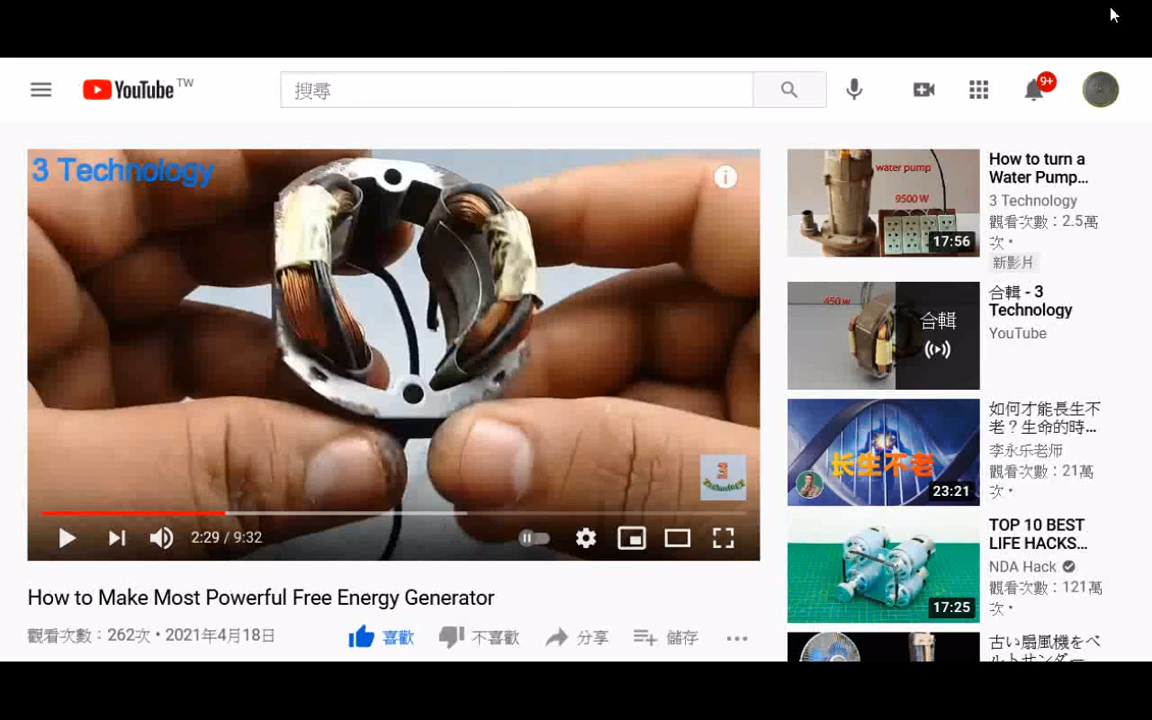 YouTube TW
搜尋
9+
3 Technology
i
3
Technology
2:29 / 9:32
How to Make Most Powerful Free Energy Generator
觀看次數：262次 • 2021年4月18日
喜歡
不喜歡
分享
儲存
water pump
9500 W
17:56
How to turn a
Water Pump…
3 Technology
觀看次數：2.5萬
次 •
新影片
450 w
合輯
合輯 - 3
Technology
YouTube
长生不老
23:21
如何才能長生不
老？生命的時…
李永乐老师
觀看次數：21萬
次 •
17:25
TOP 10 BEST
LIFE HACKS…
NDA Hack
觀看次數：121萬
次 •
古い扇風機をベ
ルトサンダー